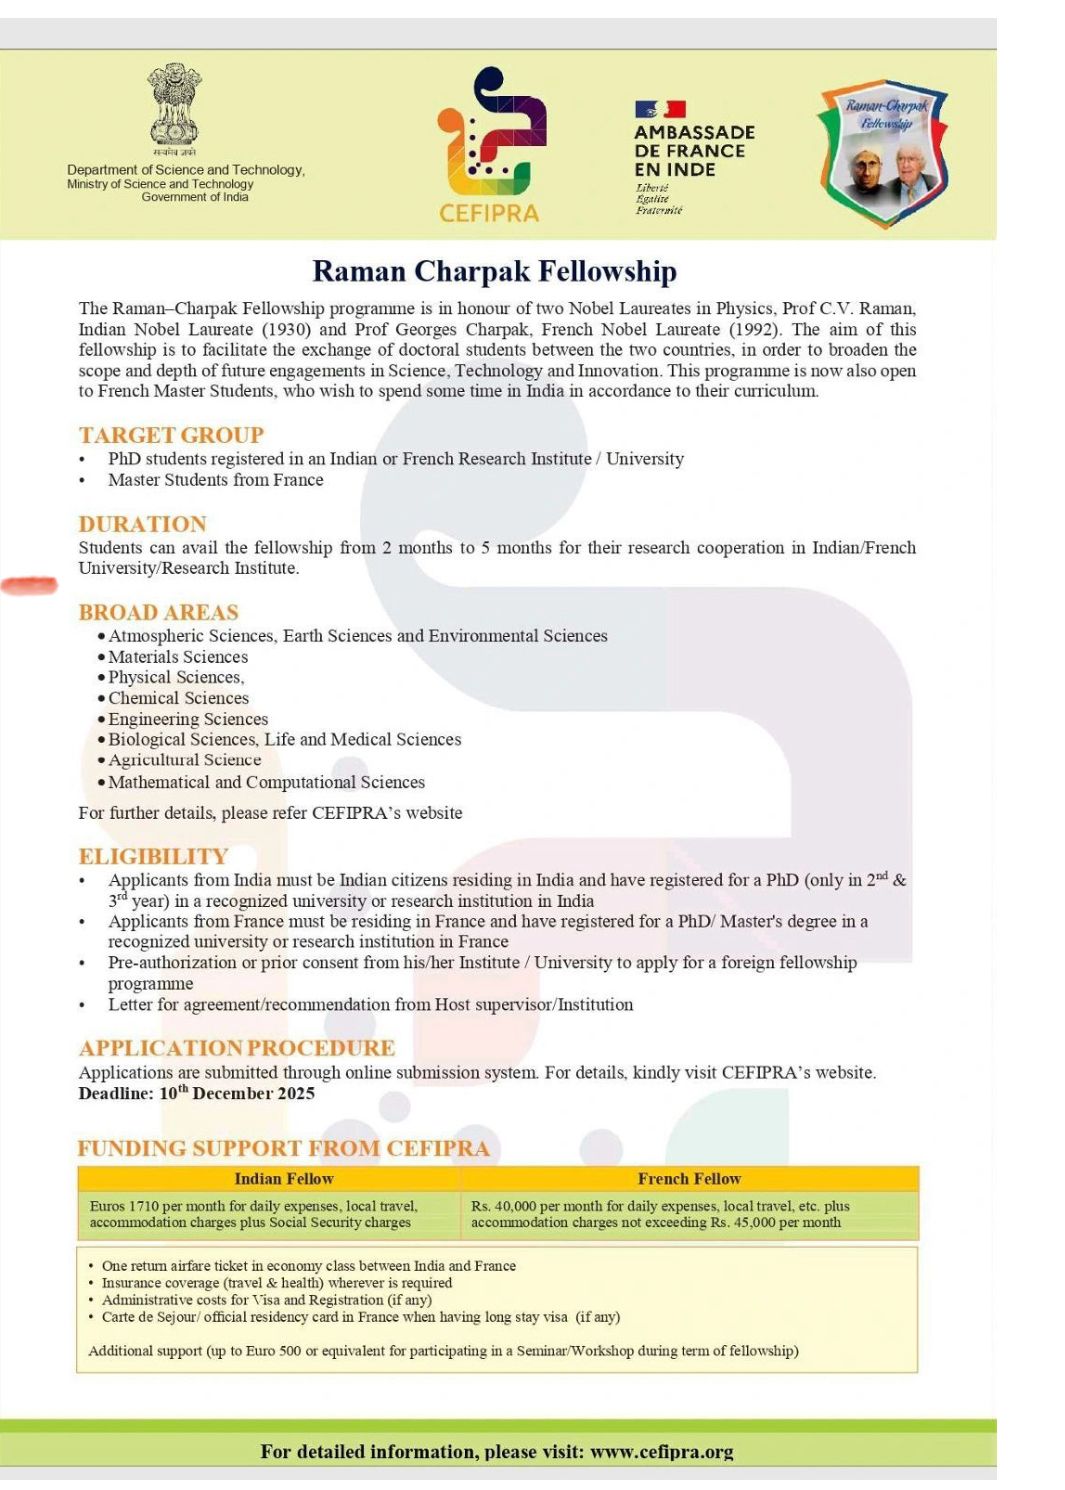 सत्यमेव जयते
Department of Science and Technology,
Ministry of Science and Technology
Government of India
CEFIPRA
AMBASSADE
DE FRANCE
EN INDE
Liberté
Égalité
Fraternité
Raman-Charpak
Fellowship
Raman Charpak Fellowship
The Raman–Charpak Fellowship programme is in honour of two Nobel Laureates in Physics, Prof C.V. Raman,
Indian Nobel Laureate (1930) and Prof Georges Charpak, French Nobel Laureate (1992). The aim of this
fellowship is to facilitate the exchange of doctoral students between the two countries, in order to broaden the
scope and depth of future engagements in Science, Technology and Innovation. This programme is now also open
to French Master Students, who wish to spend some time in India in accordance to their curriculum.
TARGET GROUP
• PhD students registered in an Indian or French Research Institute / University
• Master Students from France
DURATION
Students can avail the fellowship from 2 months to 5 months for their research cooperation in Indian/French
University/Research Institute.
BROAD AREAS
• Atmospheric Sciences, Earth Sciences and Environmental Sciences
• Materials Sciences
• Physical Sciences,
• Chemical Sciences
• Engineering Sciences
• Biological Sciences, Life and Medical Sciences
• Agricultural Science
• Mathematical and Computational Sciences
For further details, please refer CEFIPRA's website
ELIGIBILITY
• Applicants from India must be Indian citizens residing in India and have registered for a PhD (only in 2nd &
3rd year) in a recognized university or research institution in India
• Applicants from France must be residing in France and have registered for a PhD/ Master's degree in a
recognized university or research institution in France
• Pre-authorization or prior consent from his/her Institute / University to apply for a foreign fellowship
programme
• Letter for agreement/recommendation from Host supervisor/Institution
APPLICATION PROCEDURE
Applications are submitted through online submission system. For details, kindly visit CEFIPRA's website.
Deadline: 10th December 2025
FUNDING SUPPORT FROM CEFIPRA
Indian Fellow
French Fellow
Euros 1710 per month for daily expenses, local travel,
accommodation charges plus Social Security charges
Rs. 40,000 per month for daily expenses, local travel, etc. plus
accommodation charges not exceeding Rs. 45,000 per month
• One return airfare ticket in economy class between India and France
• Insurance coverage (travel & health) wherever is required
• Administrative costs for Visa and Registration (if any)
• Carte de Sejour/ official residency card in France when having long stay visa (if any)
Additional support (up to Euro 500 or equivalent for participating in a Seminar/Workshop during term of fellowship)
For detailed information, please visit: www.cefipra.org